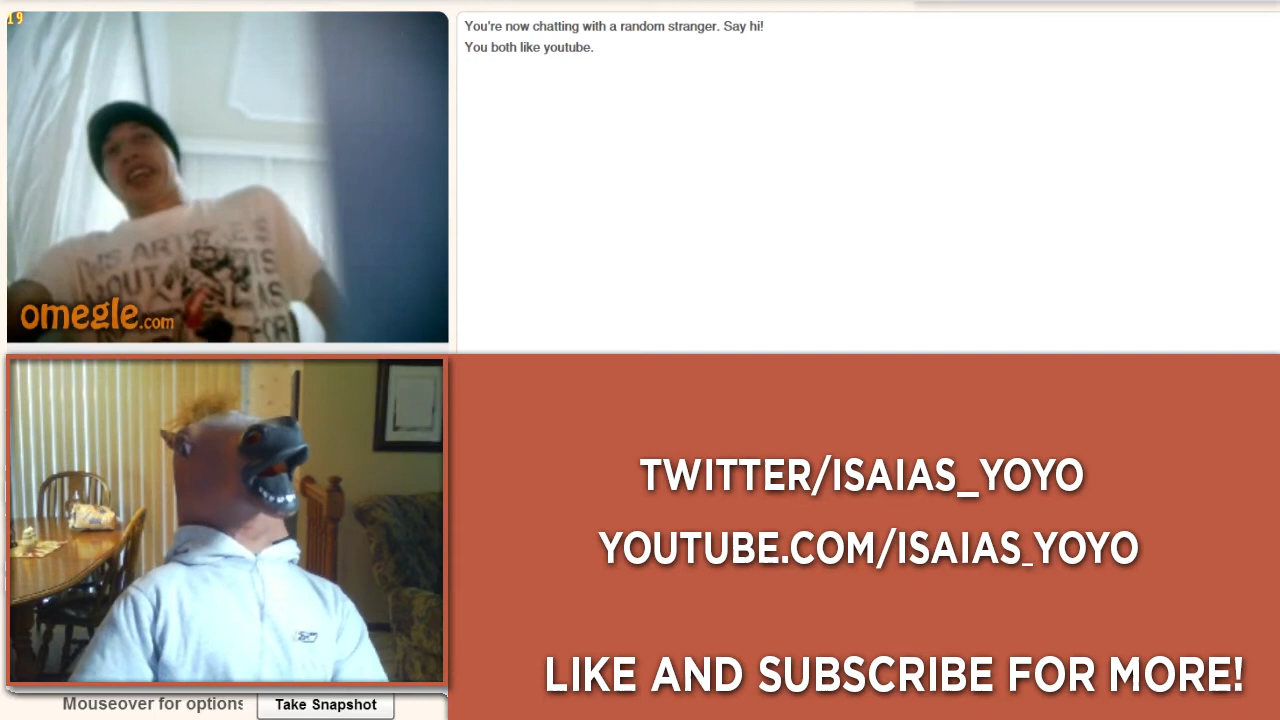 19
You're now chatting with a random stranger. Say hi!
You both like youtube.
omegle.com
TWITTER/ISAIAS_YOYO
YOUTUBE.COM/ISAIAS_YOYO
LIKE AND SUBSCRIBE FOR MORE!
Mouseover for options
Take Snapshot